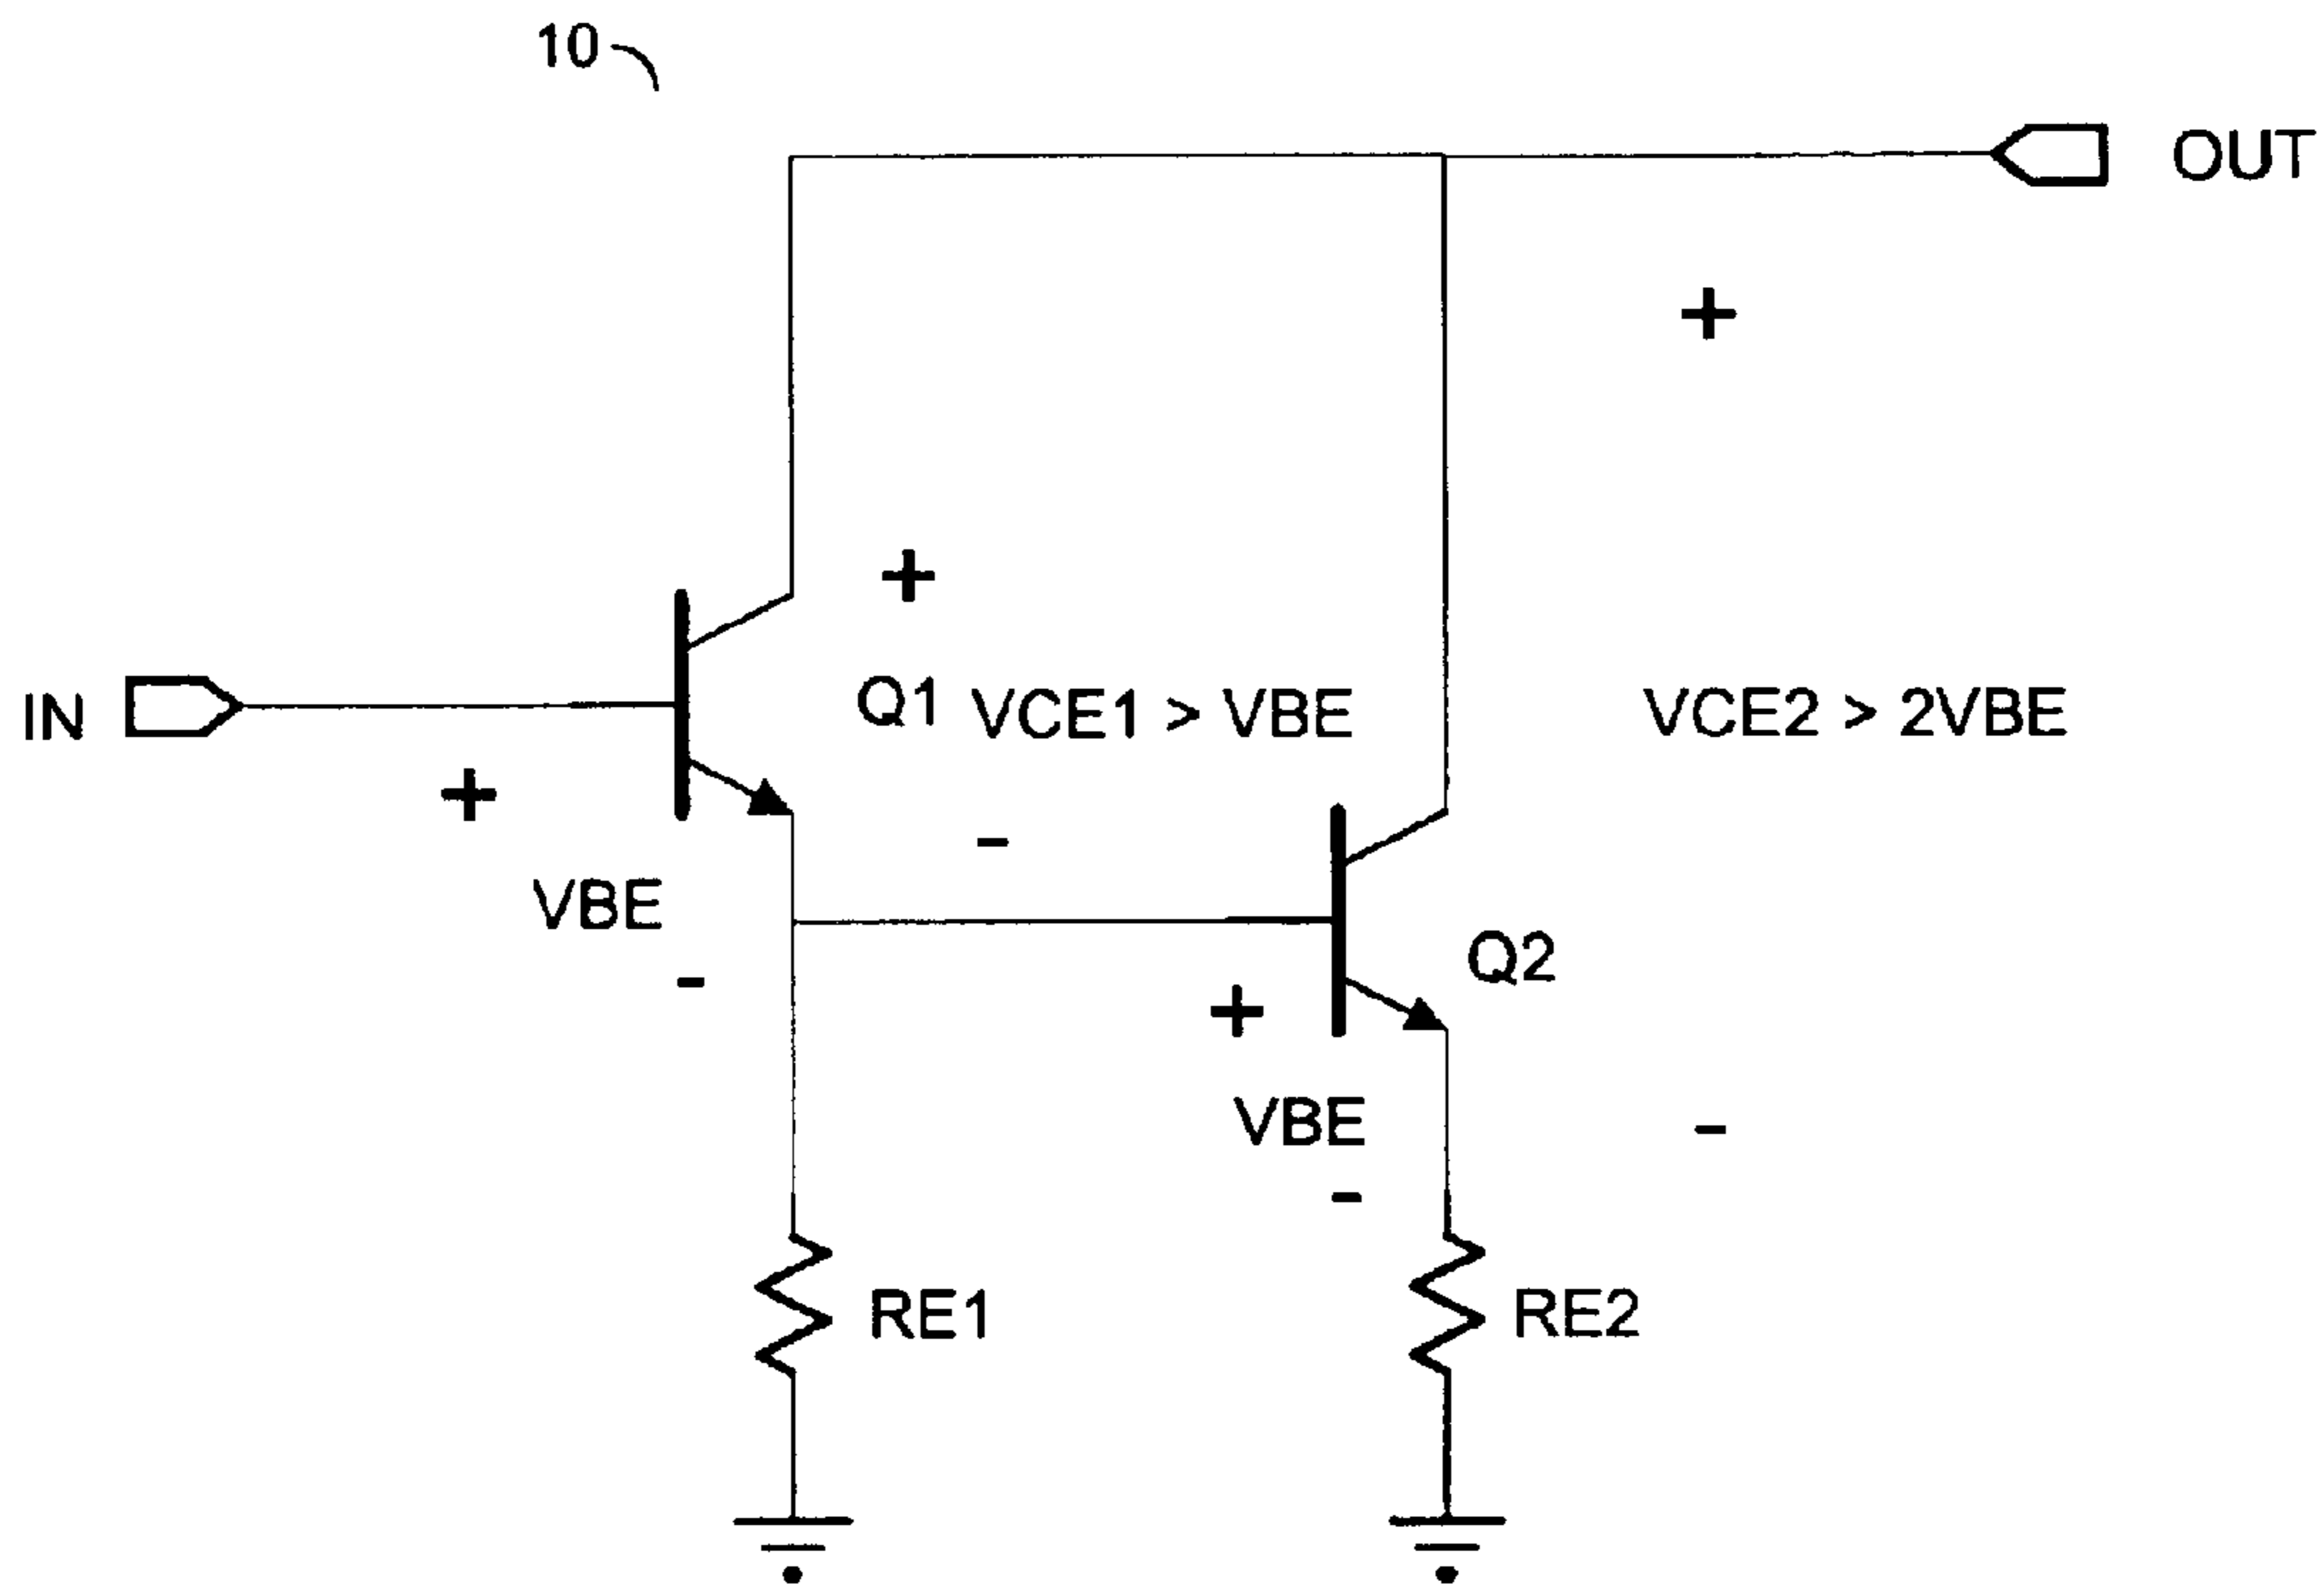 10
OUT
+
+
IN
Q1
VCE1 > VBE
VCE2 > 2VBE
+
-
VBE
Q2
-
+
VBE
-
-
RE1
RE2